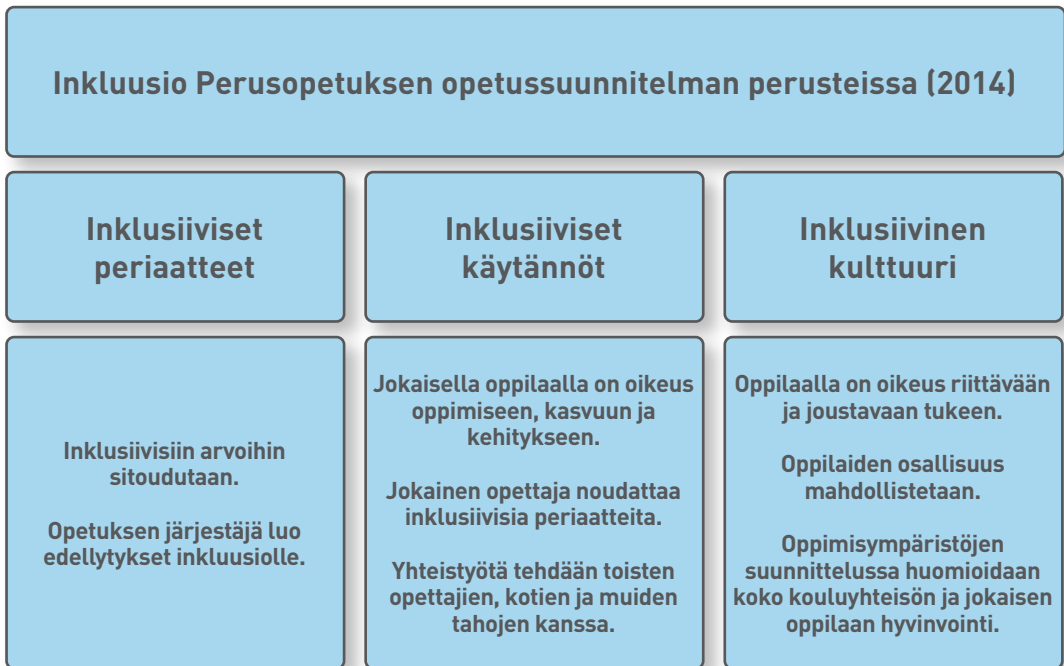 Inkluusio Perusopetuksen opetussuunnitelman perusteissa (2014)
Inklusiiviset
periaatteet
Inklusiiviset
käytännöt
Inklusiivinen
kulttuuri
Inklusiivisiin arvoihin
sitoudutaan.
Opetuksen järjestäjä luo
edellytykset inkluusiolle.
Jokaisella oppilaalla on oikeus
oppimiseen, kasvuun ja
kehitykseen.
Jokainen opettaja noudattaa
inklusiivisia periaatteita.
Yhteistyötä tehdään toisten
opettajien, kotien ja muiden
tahojen kanssa.
Oppilaalla on oikeus riittävään
ja joustavaan tukeen.
Oppilaiden osallisuus
mahdollistetaan.
Oppimisympäristöjen
suunnittelussa huomioidaan
koko kouluyhteisön ja jokaisen
oppilaan hyvinvointi.